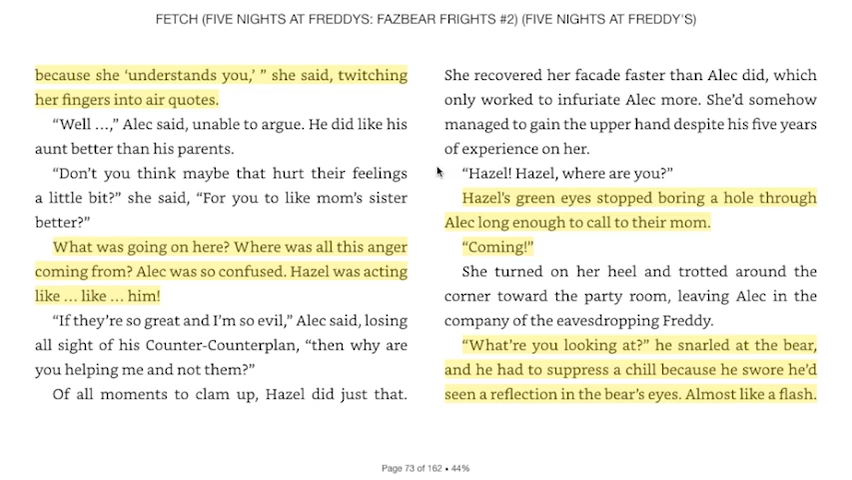 FETCH (FIVE NIGHTS AT FREDDYS: FAZBEAR FRIGHTS #2) (FIVE NIGHTS AT FREDDY'S)
because she ‘understands you,’ ” she said, twitching
her fingers into air quotes.
“Well …,” Alec said, unable to argue. He did like his
aunt better than his parents.
“Don’t you think maybe that hurt their feelings
a little bit?” she said, “For you to like mom’s sister
better?”
What was going on here? Where was all this anger
coming from? Alec was so confused. Hazel was acting
like … like … him!
“If they’re so great and I’m so evil,” Alec said, losing
all sight of his Counter-Counterplan, “then why are
you helping me and not them?”
Of all moments to clam up, Hazel did just that.
She recovered her facade faster than Alec did, which
only worked to infuriate Alec more. She’d somehow
managed to gain the upper hand despite his five years
of experience on her.
“Hazel! Hazel, where are you?”
Hazel’s green eyes stopped boring a hole through
Alec long enough to call to their mom.
“Coming!”
She turned on her heel and trotted around the
corner toward the party room, leaving Alec in the
company of the eavesdropping Freddy.
“What’re you looking at?” he snarled at the bear,
and he had to suppress a chill because he swore he’d
seen a reflection in the bear’s eyes. Almost like a flash.
Page 73 of 162 • 44%